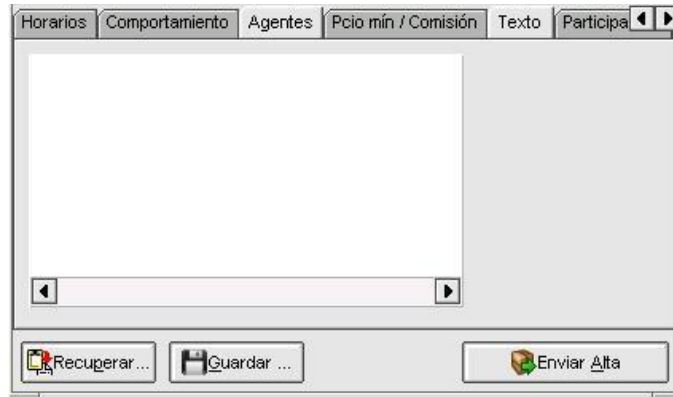 Horarios Comportamiento Agentes Pcio mín / Comisión Texto Participa
Recuperar... Guardar ... Enviar Alta